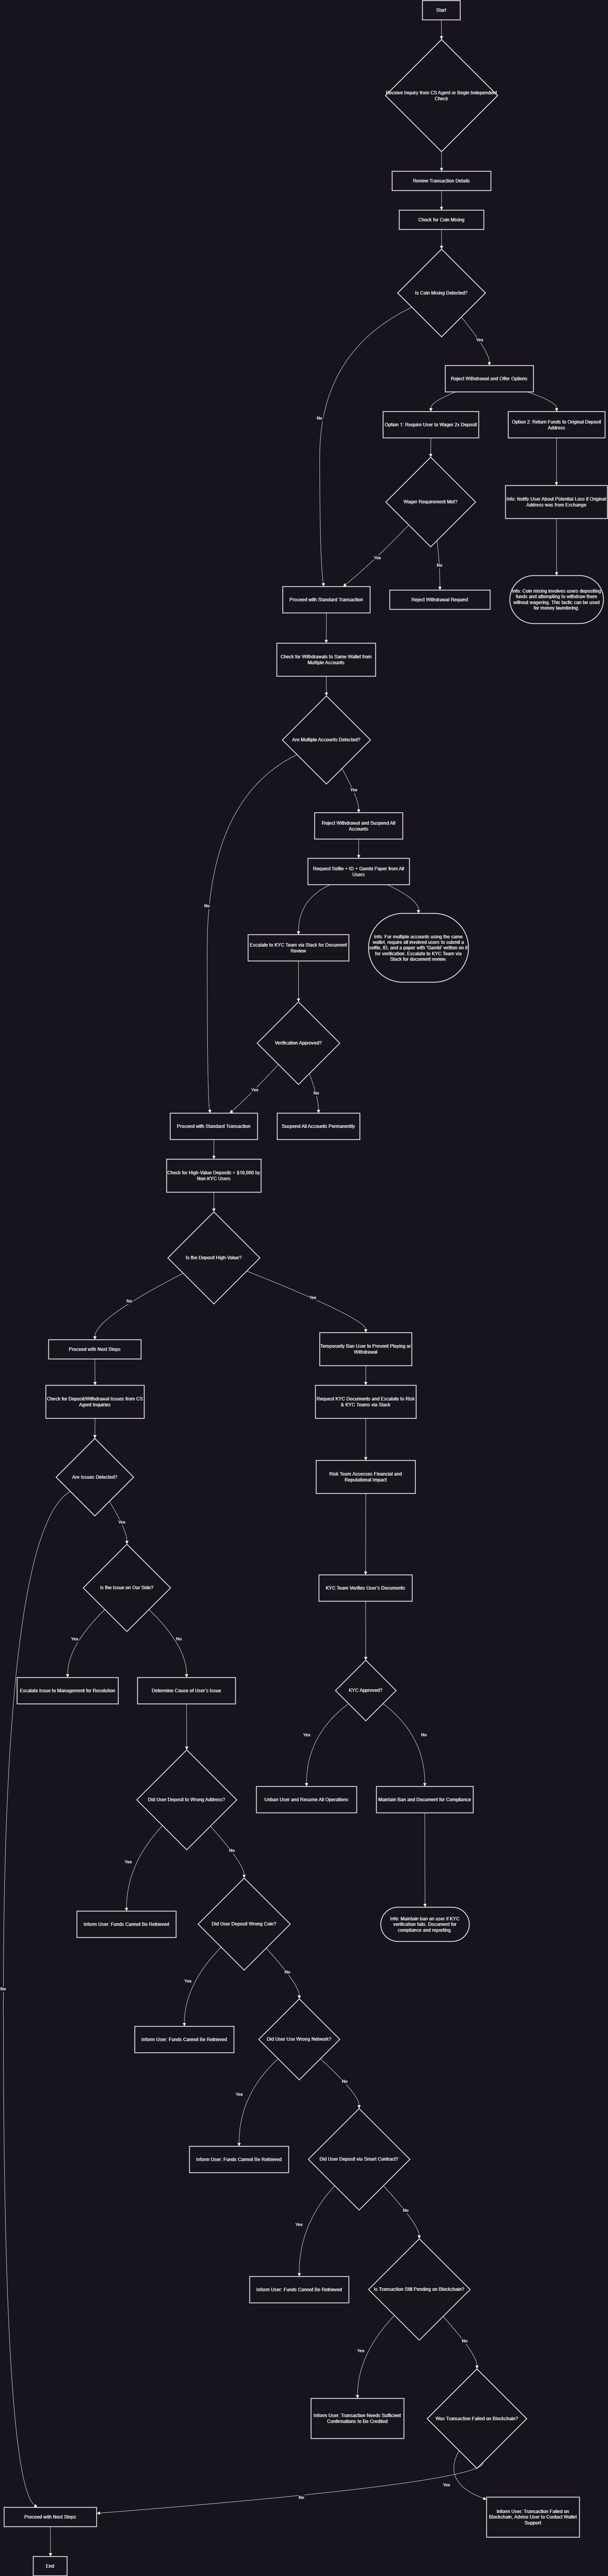 Start
Receive Inquiry from CS Agent or Begin Independent
Check
Review Transaction Details
Check for Coin Mixing
Is Coin Mixing Detected?
Yes
Reject Withdrawal and Offer Options
No
Option 1: Require User to Wager 2x Deposit
Option 2: Return Funds to Original Deposit
Address
Wager Requirement Met?
Info: Notify User About Potential Loss if Original
Address was from Exchange
Yes
No
Info: Coin mixing involves users depositing
funds and attempting to withdraw them
without wagering. This tactic can be used
for money laundering.
Proceed with Standard Transaction
Reject Withdrawal Request
Check for Withdrawals to Same Wallet from
Multiple Accounts
Are Multiple Accounts Detected?
Yes
Reject Withdrawal and Suspend All
Accounts
Request Selfie + ID + Gambi Paper from All
Users
No
Escalate to KYC Team via Slack for Document
Review
Info: For multiple accounts using the same
wallet, require all involved users to submit a
selfie, ID, and a paper with 'Gambi' written on it
for verification. Escalate to KYC Team via
Slack for document review.
Verification Approved?
Yes
No
Proceed with Standard Transaction
Suspend All Accounts Permanently
Check for High-Value Deposits > $10,000 by
Non-KYC Users
Is the Deposit High-Value?
No
Yes
Proceed with Next Steps
Temporarily Ban User to Prevent Playing or
Withdrawal
Check for Deposit/Withdrawal Issues from CS
Agent Inquiries
Request KYC Documents and Escalate to Risk
& KYC Teams via Slack
Are Issues Detected?
Risk Team Assesses Financial and
Reputational Impact
Yes
Is the Issue on Our Side?
KYC Team Verifies User's Documents
Yes
No
Escalate Issue to Management for Resolution
Determine Cause of User's Issue
KYC Approved?
Yes
No
Did User Deposit to Wrong Address?
Unban User and Resume All Operations
Maintain Ban and Document for Compliance
Yes
No
Inform User: Funds Cannot Be Retrieved
Did User Deposit Wrong Coin?
Info: Maintain ban on user if KYC
verification fails. Document for
compliance and reporting.
No
Yes
No
Inform User: Funds Cannot Be Retrieved
Did User Use Wrong Network?
Yes
No
Inform User: Funds Cannot Be Retrieved
Did User Deposit via Smart Contract?
Yes
No
Inform User: Funds Cannot Be Retrieved
Is Transaction Still Pending on Blockchain?
Yes
No
Inform User: Transaction Needs Sufficient
Confirmations to Be Credited
Was Transaction Failed on Blockchain?
Yes
No
Proceed with Next Steps
Inform User: Transaction Failed on
Blockchain, Advise User to Contact Wallet
Support
End